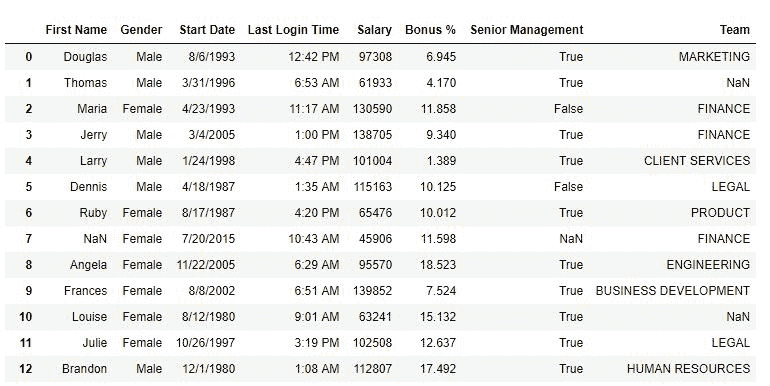 First Name Gender Start Date Last Login Time Salary Bonus % Senior Management Team
0 Douglas Male 8/6/1993 12:42 PM 97308 6.945 True MARKETING
1 Thomas Male 3/31/1996 6:53 AM 61933 4.170 True NaN
2 Maria Female 4/23/1993 11:17 AM 130590 11.858 False FINANCE
3 Jerry Male 3/4/2005 1:00 PM 138705 9.340 True FINANCE
4 Larry Male 1/24/1998 4:47 PM 101004 1.389 True CLIENT SERVICES
5 Dennis Male 4/18/1987 1:35 AM 115163 10.125 False LEGAL
6 Ruby Female 8/17/1987 4:20 PM 65476 10.012 True PRODUCT
7 NaN Female 7/20/2015 10:43 AM 45906 11.598 NaN FINANCE
8 Angela Female 11/22/2005 6:29 AM 95570 18.523 True ENGINEERING
9 Frances Female 8/8/2002 6:51 AM 139852 7.524 True BUSINESS DEVELOPMENT
10 Louise Female 8/12/1980 9:01 AM 63241 15.132 True NaN
11 Julie Female 10/26/1997 3:19 PM 102508 12.637 True LEGAL
12 Brandon Male 12/1/1980 1:08 AM 112807 17.492 True HUMAN RESOURCES